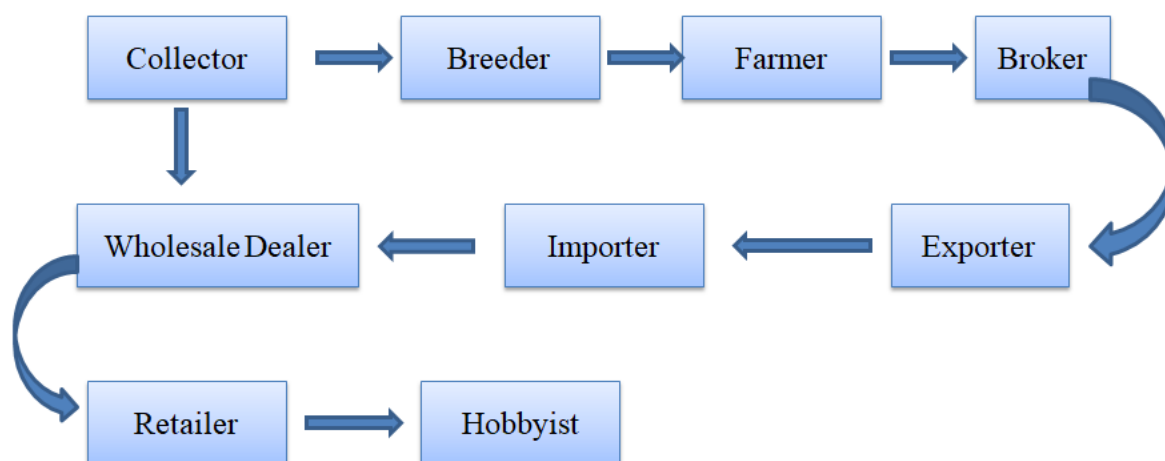 Collector
Breeder
Farmer
Broker
Wholesale Dealer
Importer
Exporter
Retailer
Hobbyist